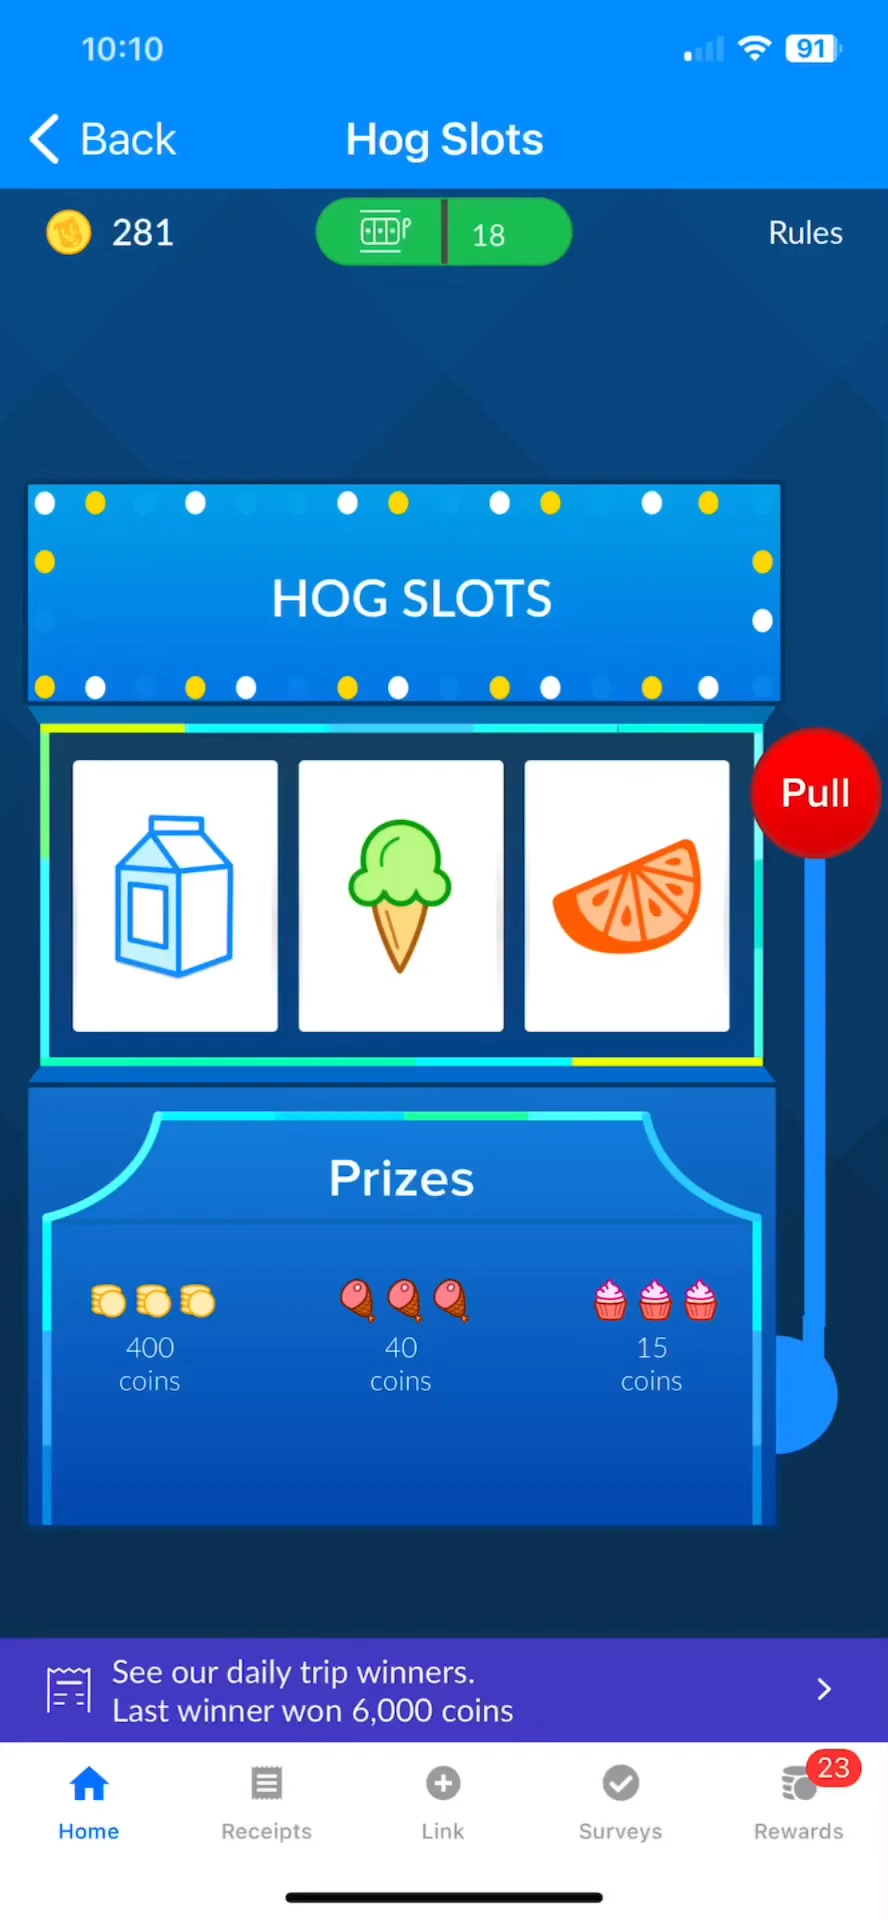 10:10
91
Back
Hog Slots
281
18
Rules
HOG SLOTS
Pull
Prizes
400
coins
40
coins
15
coins
See our daily trip winners.
Last winner won 6,000 coins
23
Home
Receipts
Link
Surveys
Rewards